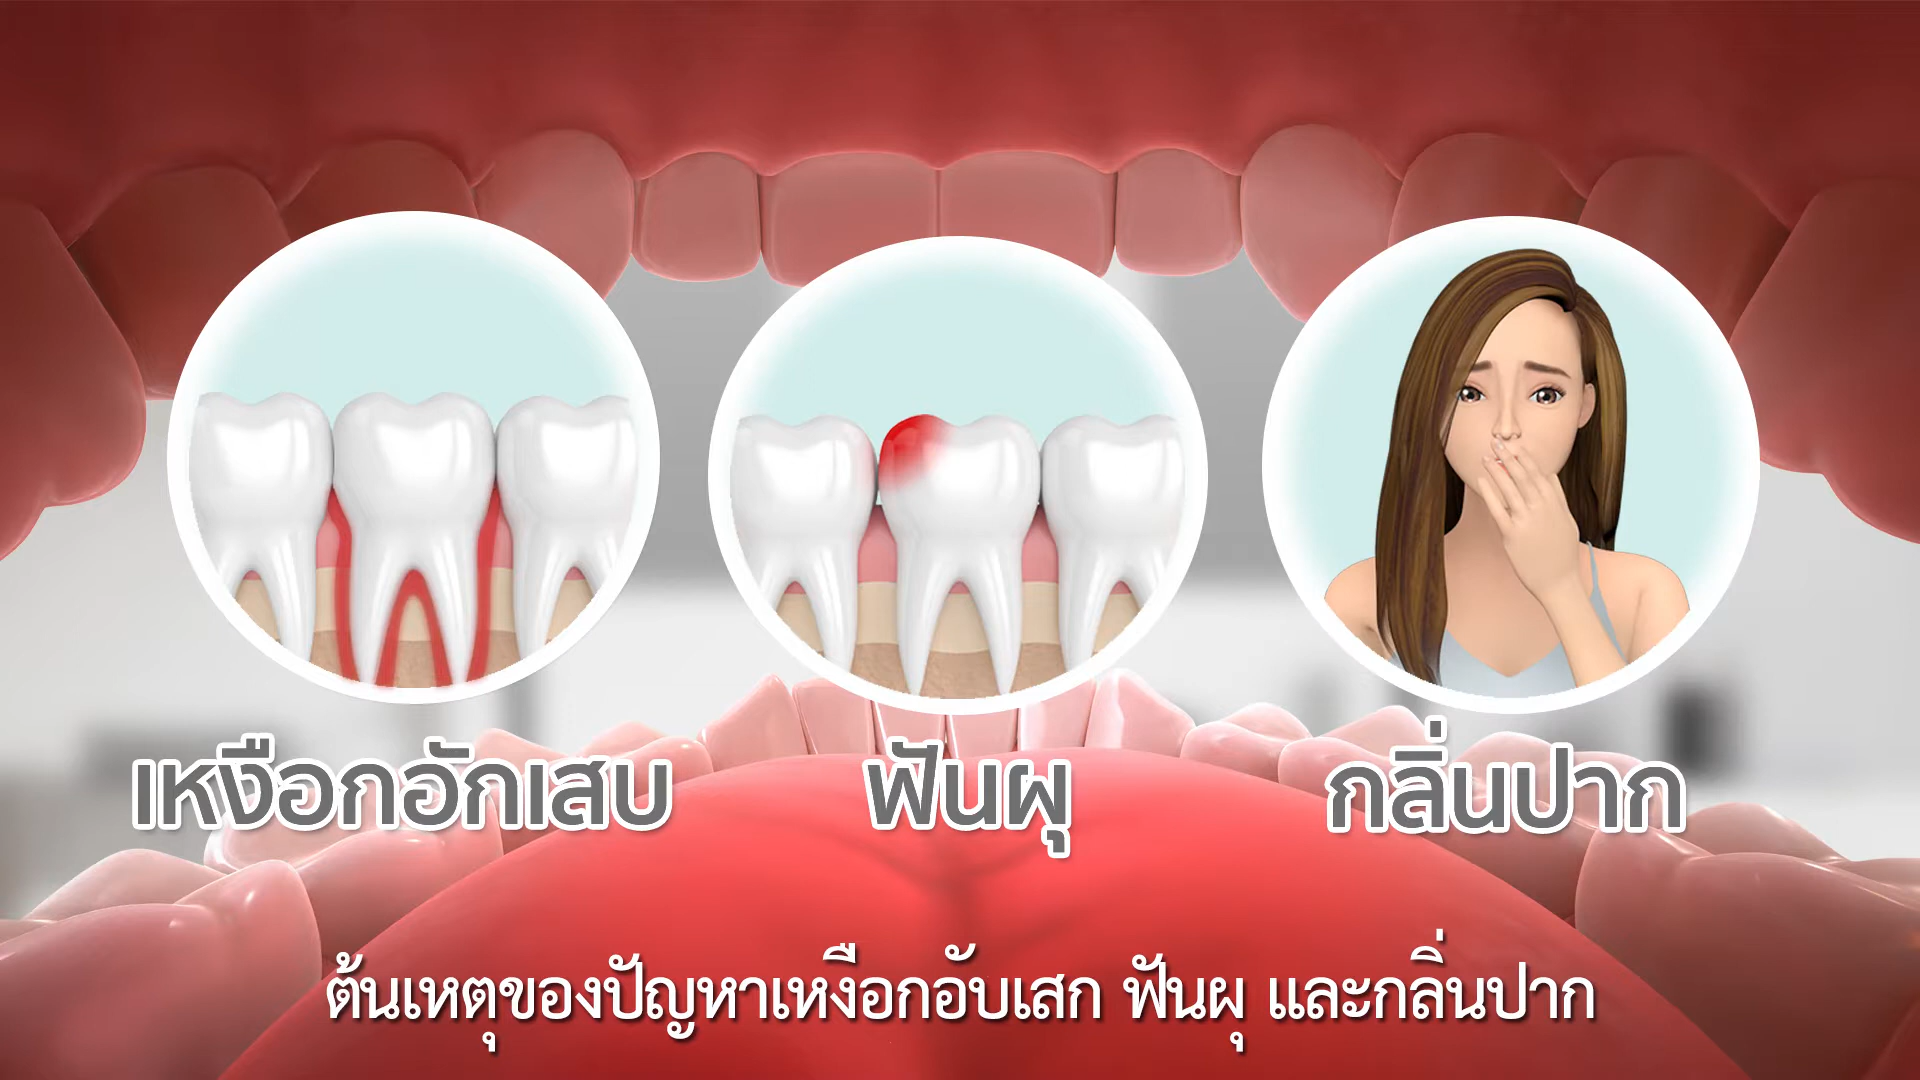 เหงือกอักเสบ
ฟันผุ
กลิ่นปาก
ต้นเหตุของปัญหาเหงือกอับเสก ฟันผุ และกลิ่นปาก